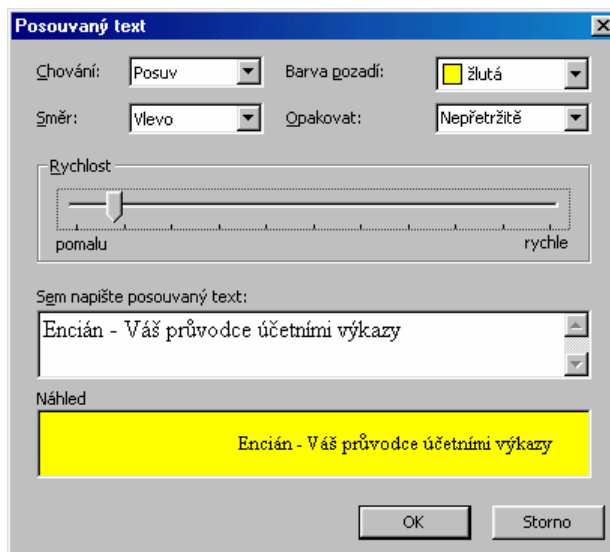 Posouvaný text
Chování: Posuv Barva pozadí: žlutá
Směr: Vlevo Opakovat: Nepřetržitě
Rychlost
pomalu rychle
Sem napište posouvaný text:
Encián - Váš průvodce účetními výkazy
Náhled
Encián - Váš průvodce účetními výkazy
OK Storno